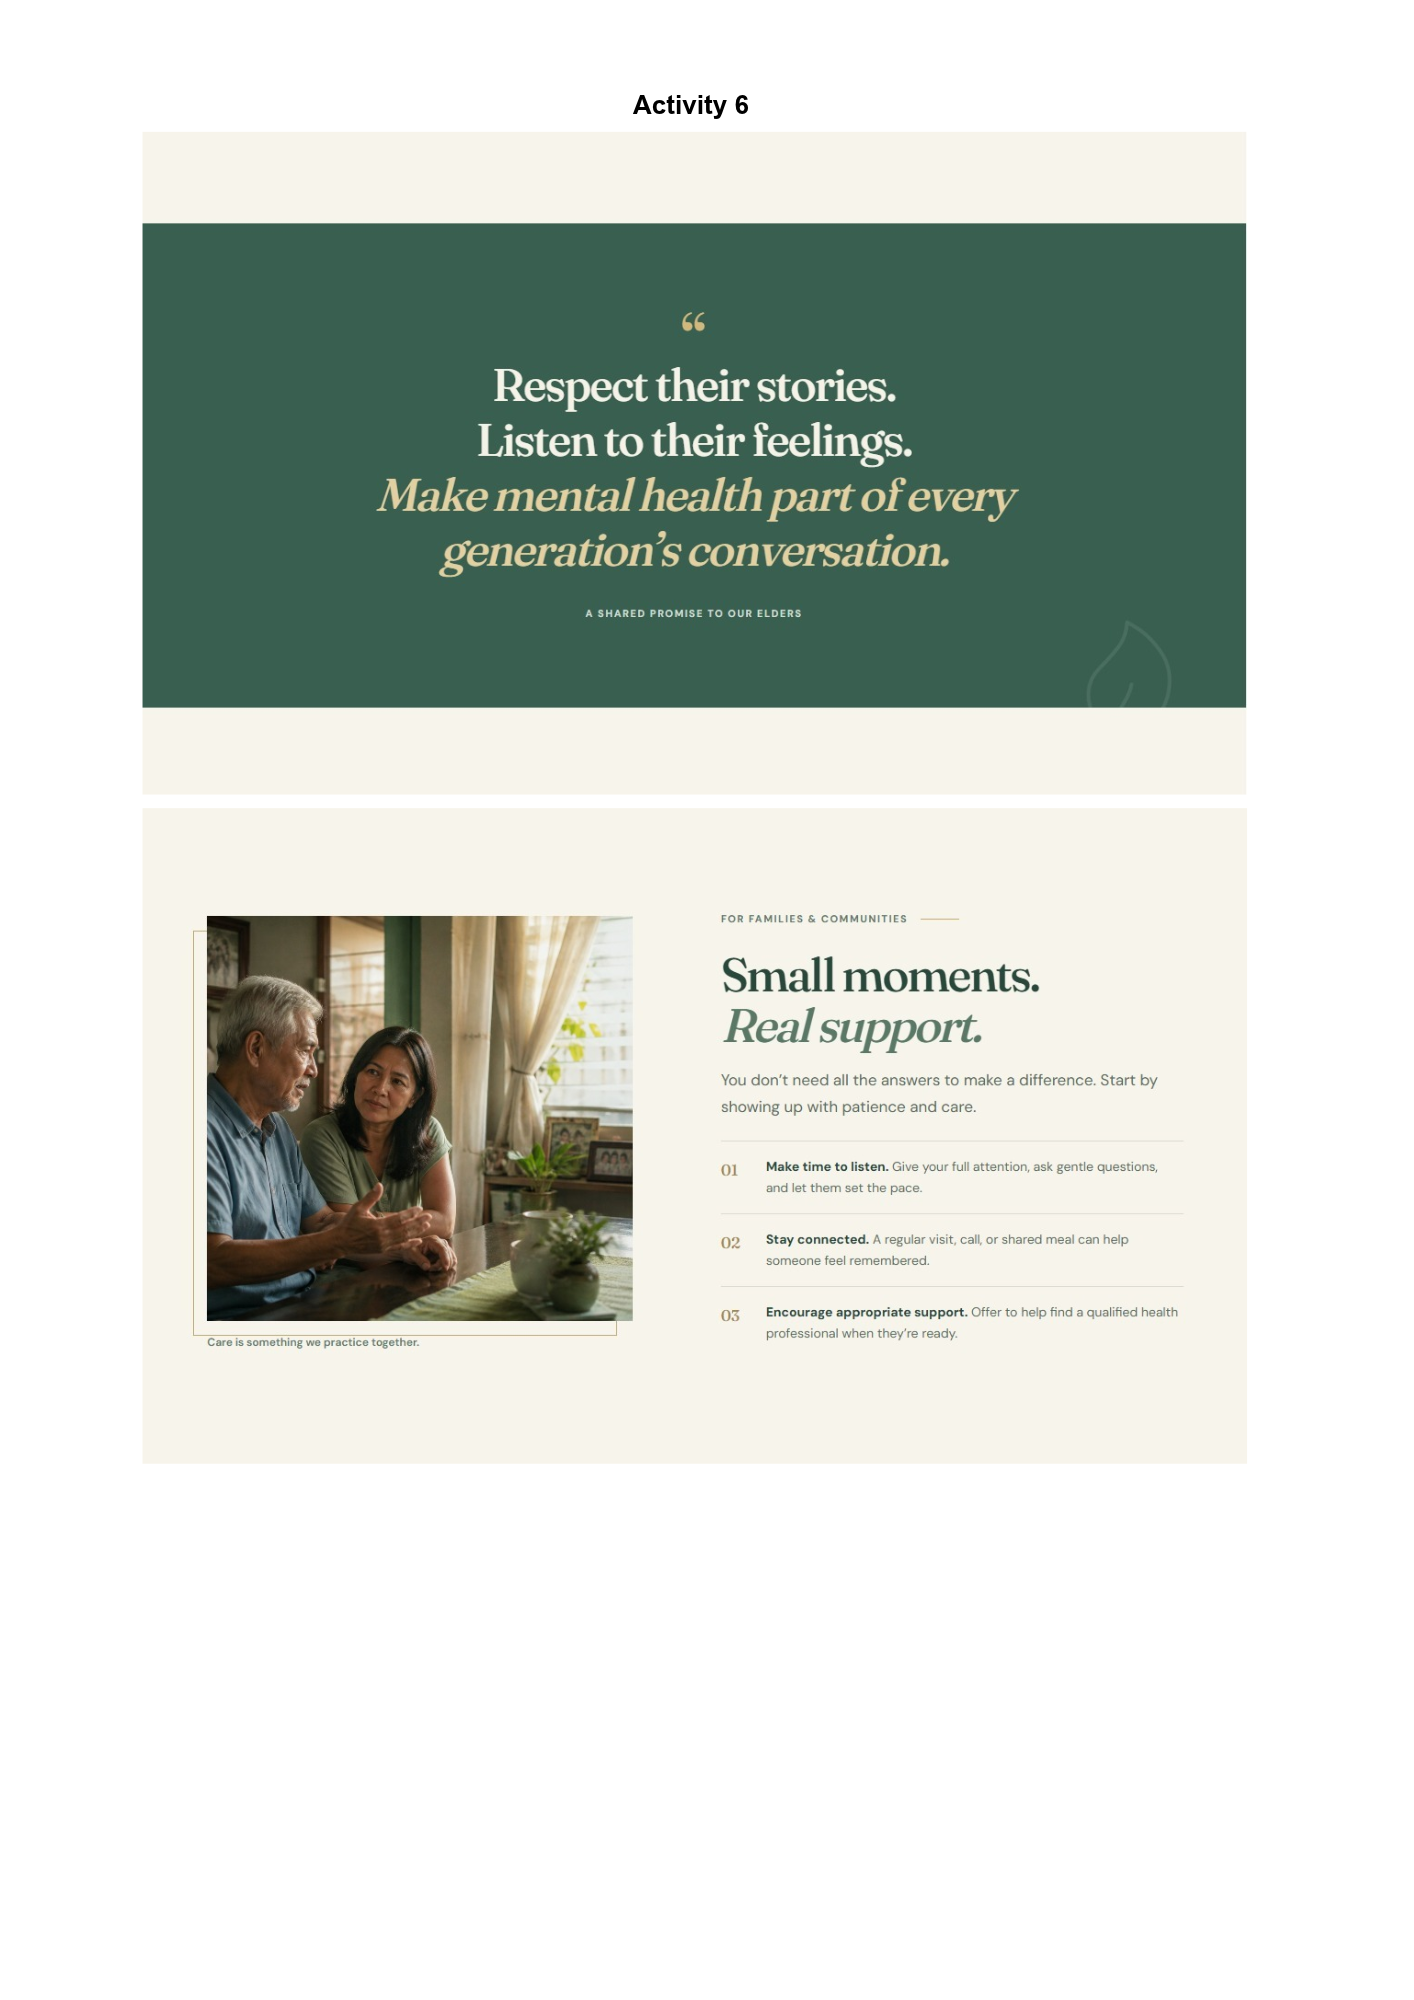 Activity 6
“
Respect their stories.
Listen to their feelings.
Make mental health part of every
generation’s conversation.
A SHARED PROMISE TO OUR ELDERS
Care is something we practice together.
FOR FAMILIES & COMMUNITIES
Small moments.
Real support.
You don’t need all the answers to make a difference. Start by
showing up with patience and care.
01 Make time to listen. Give your full attention, ask gentle questions,
and let them set the pace.
02 Stay connected. A regular visit, call, or shared meal can help
someone feel remembered.
03 Encourage appropriate support. Offer to help find a qualified health
professional when they’re ready.